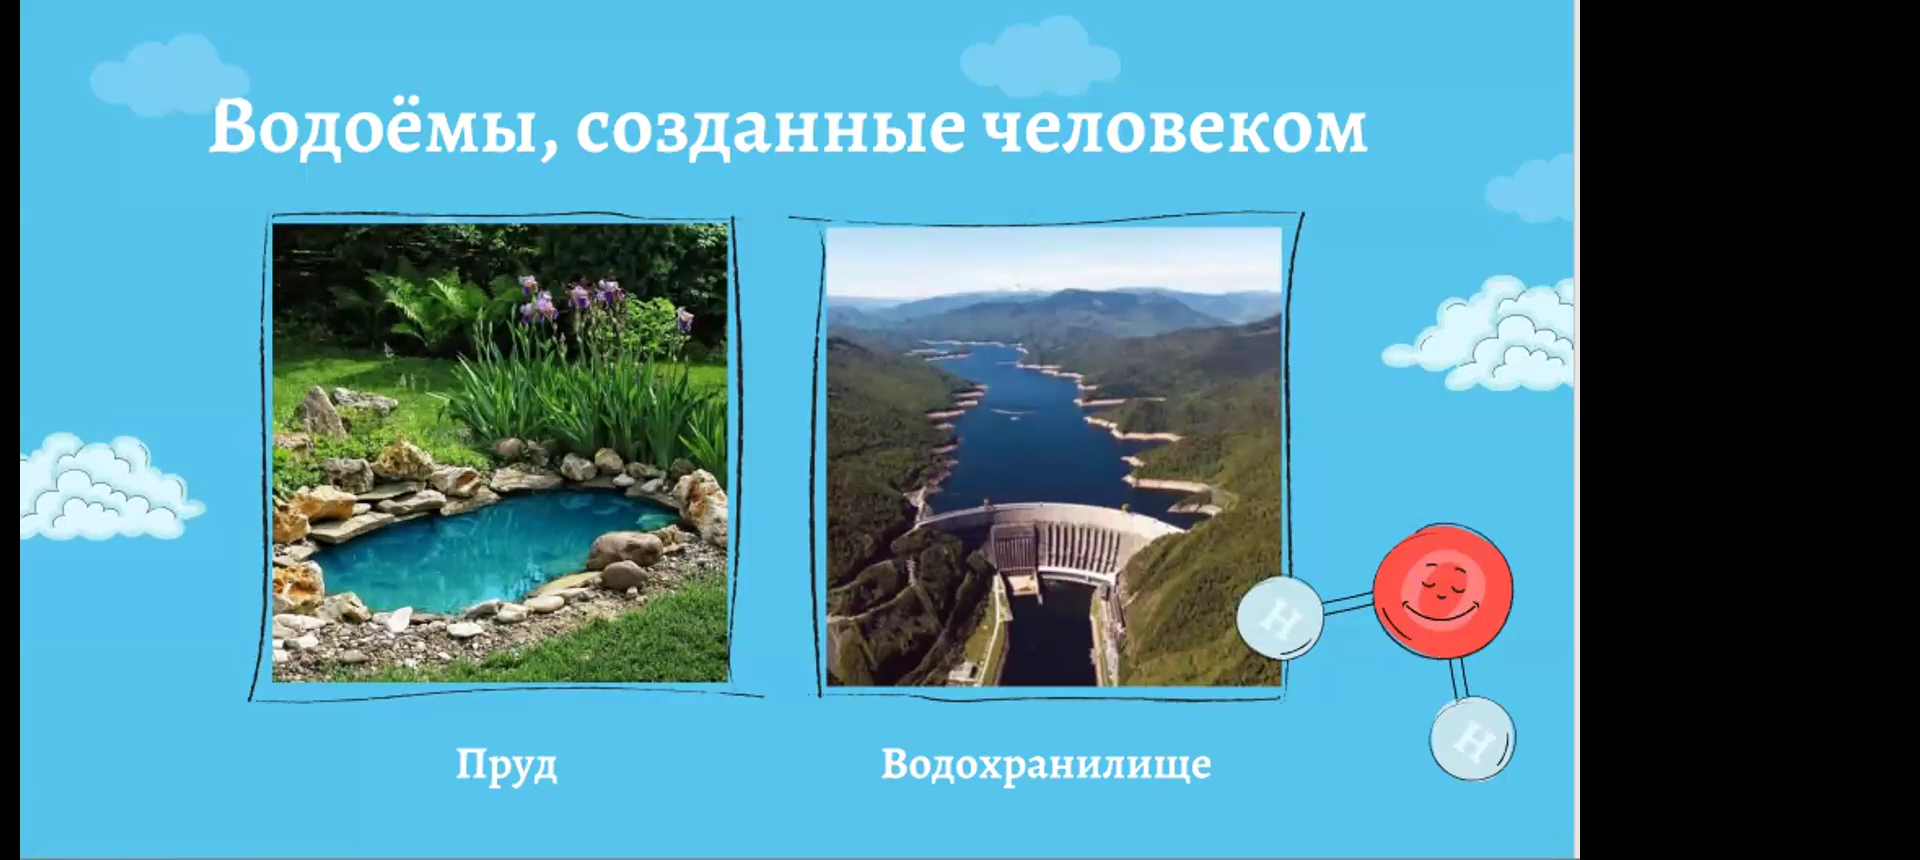 Водоёмы, созданные человеком
Пруд
Водохранилище
H
H